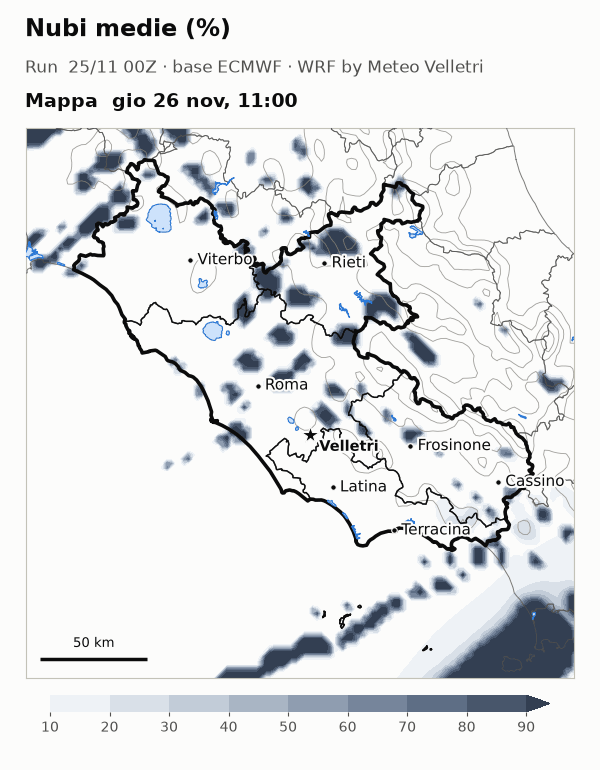 Nubi medie (%)
Run 25/11 00Z · base ECMWF · WRF by Meteo Velletri
Mappa gio 26 nov, 11:00
Viterbo
Rieti
Roma
Velletri
Frosinone
Latina
Cassino
Terracina
50 km
10 20 30 40 50 60 70 80 90